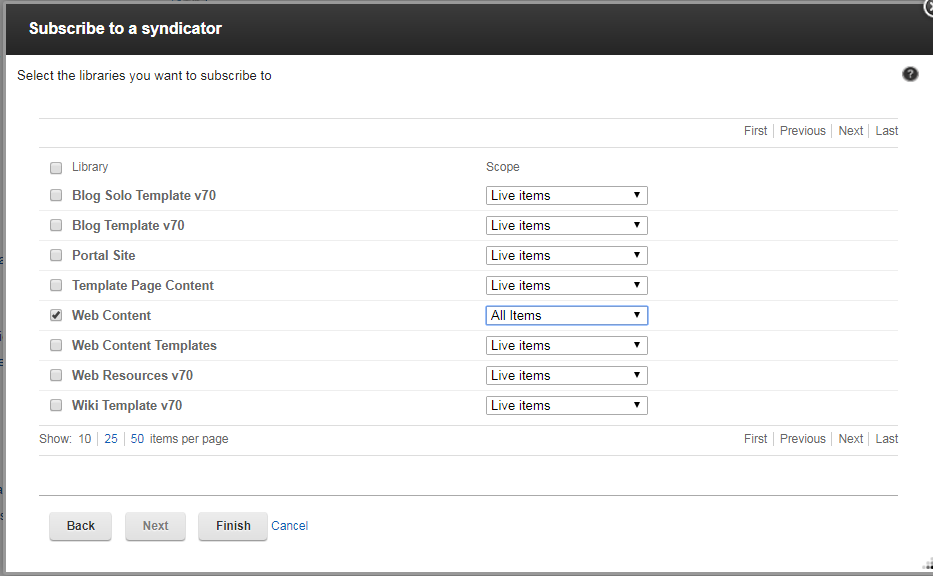 Subscribe to a syndicator
Select the libraries you want to subscribe to
?
First Previous Next Last
Library Scope
Blog Solo Template v70 Live items
Blog Template v70 Live items
Portal Site Live items
Template Page Content Live items
Web Content All Items
Web Content Templates Live items
Web Resources v70 Live items
Wiki Template v70 Live items
Show: 10 25 50 items per page First Previous Next Last
Back Next Finish Cancel